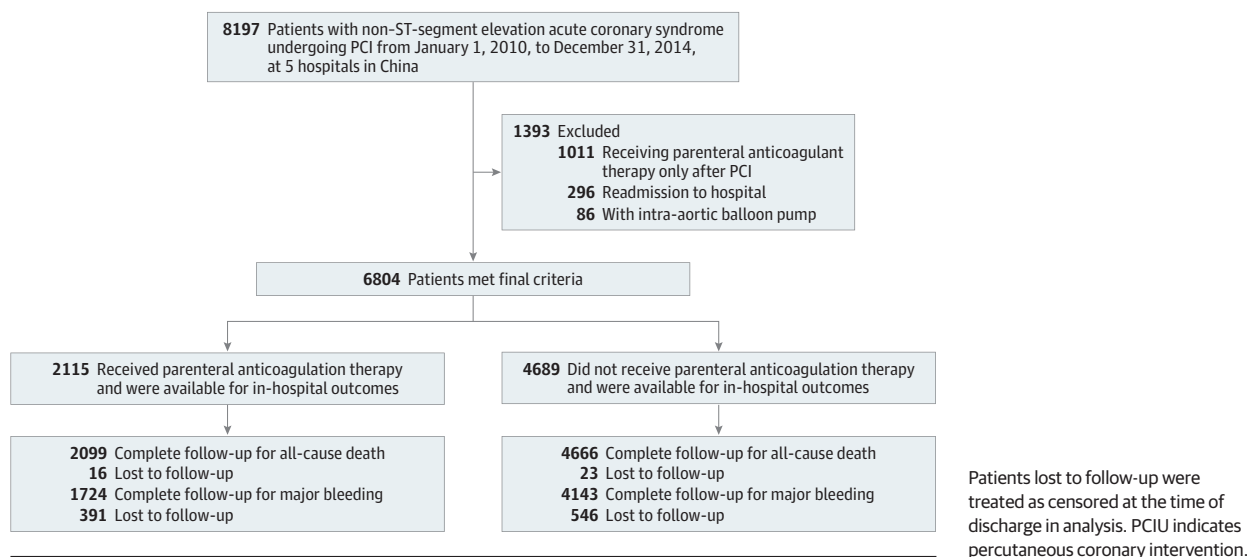 8197 Patients with non-ST-segment elevation acute coronary syndrome
undergoing PCI from January 1, 2010, to December 31, 2014,
at 5 hospitals in China
1393 Excluded
1011 Receiving parenteral anticoagulant
therapy only after PCI
296 Readmission to hospital
86 With intra-aortic balloon pump
6804 Patients met final criteria
2115 Received parenteral anticoagulation therapy
and were available for in-hospital outcomes
4689 Did not receive parenteral anticoagulation therapy
and were available for in-hospital outcomes
2099 Complete follow-up for all-cause death
16 Lost to follow-up
1724 Complete follow-up for major bleeding
391 Lost to follow-up
4666 Complete follow-up for all-cause death
23 Lost to follow-up
4143 Complete follow-up for major bleeding
546 Lost to follow-up
Patients lost to follow-up were
treated as censored at the time of
discharge in analysis. PCIU indicates
percutaneous coronary intervention.